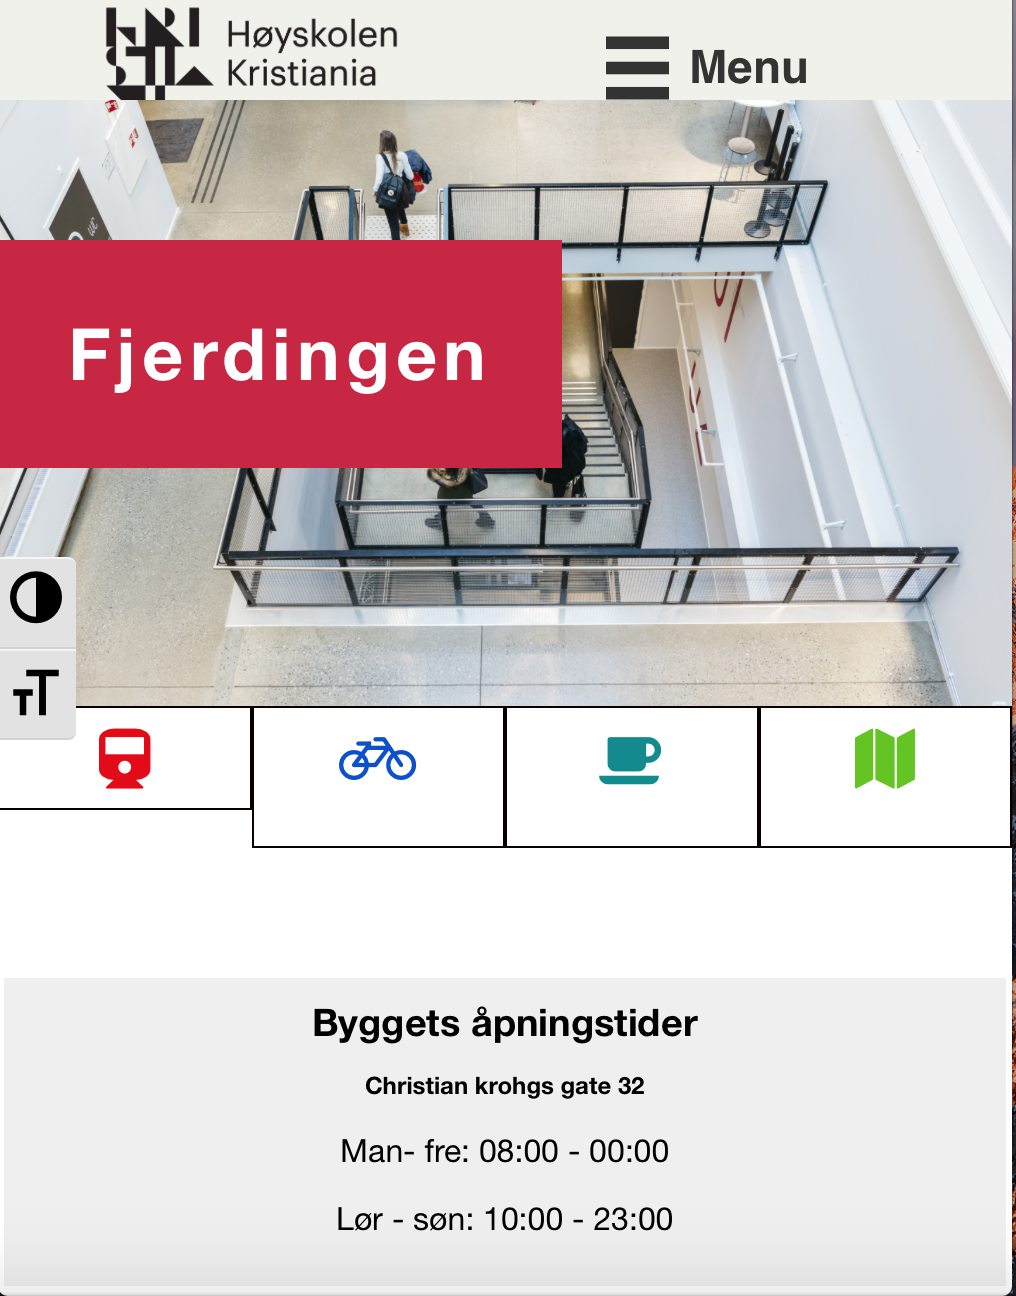 Høyskolen
Kristiania
Menu
Fjerdingen
Byggets åpningstider
Christian krohgs gate 32
Man- fre: 08:00 - 00:00
Lør - søn: 10:00 - 23:00